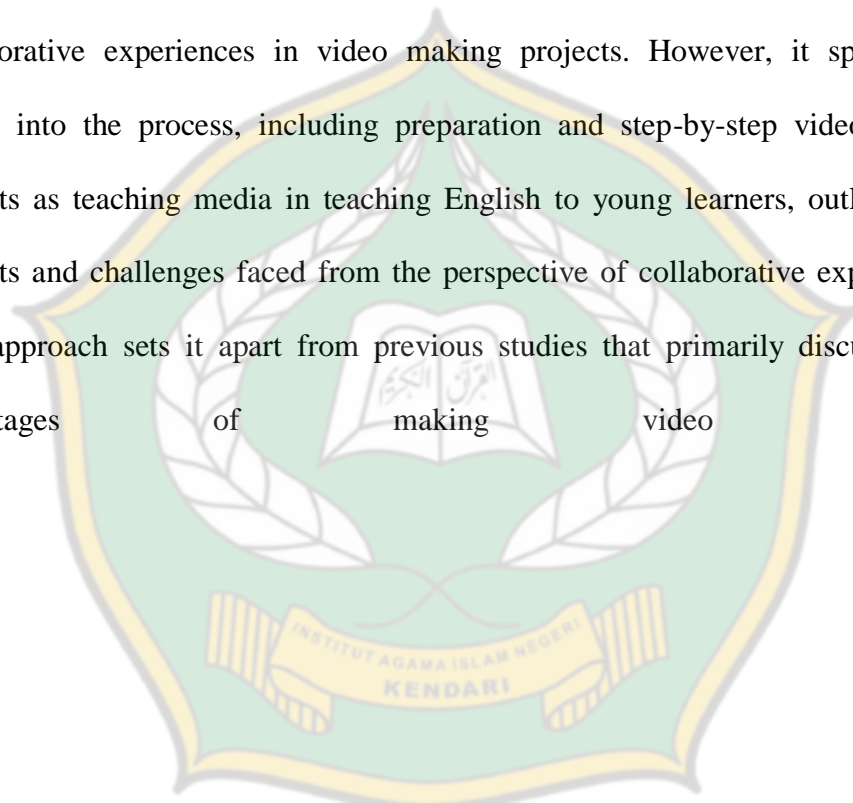 orative experiences in video making projects. However, it sp
into the process, including preparation and step-by-step video
ts as teaching media in teaching English to young learners, outl
ts and challenges faced from the perspective of collaborative exp
approach sets it apart from previous studies that primarily discu
tages of making video
القرآن الكريم
INSTITUT AGAMA ISLAM NEGERI
KENDARI